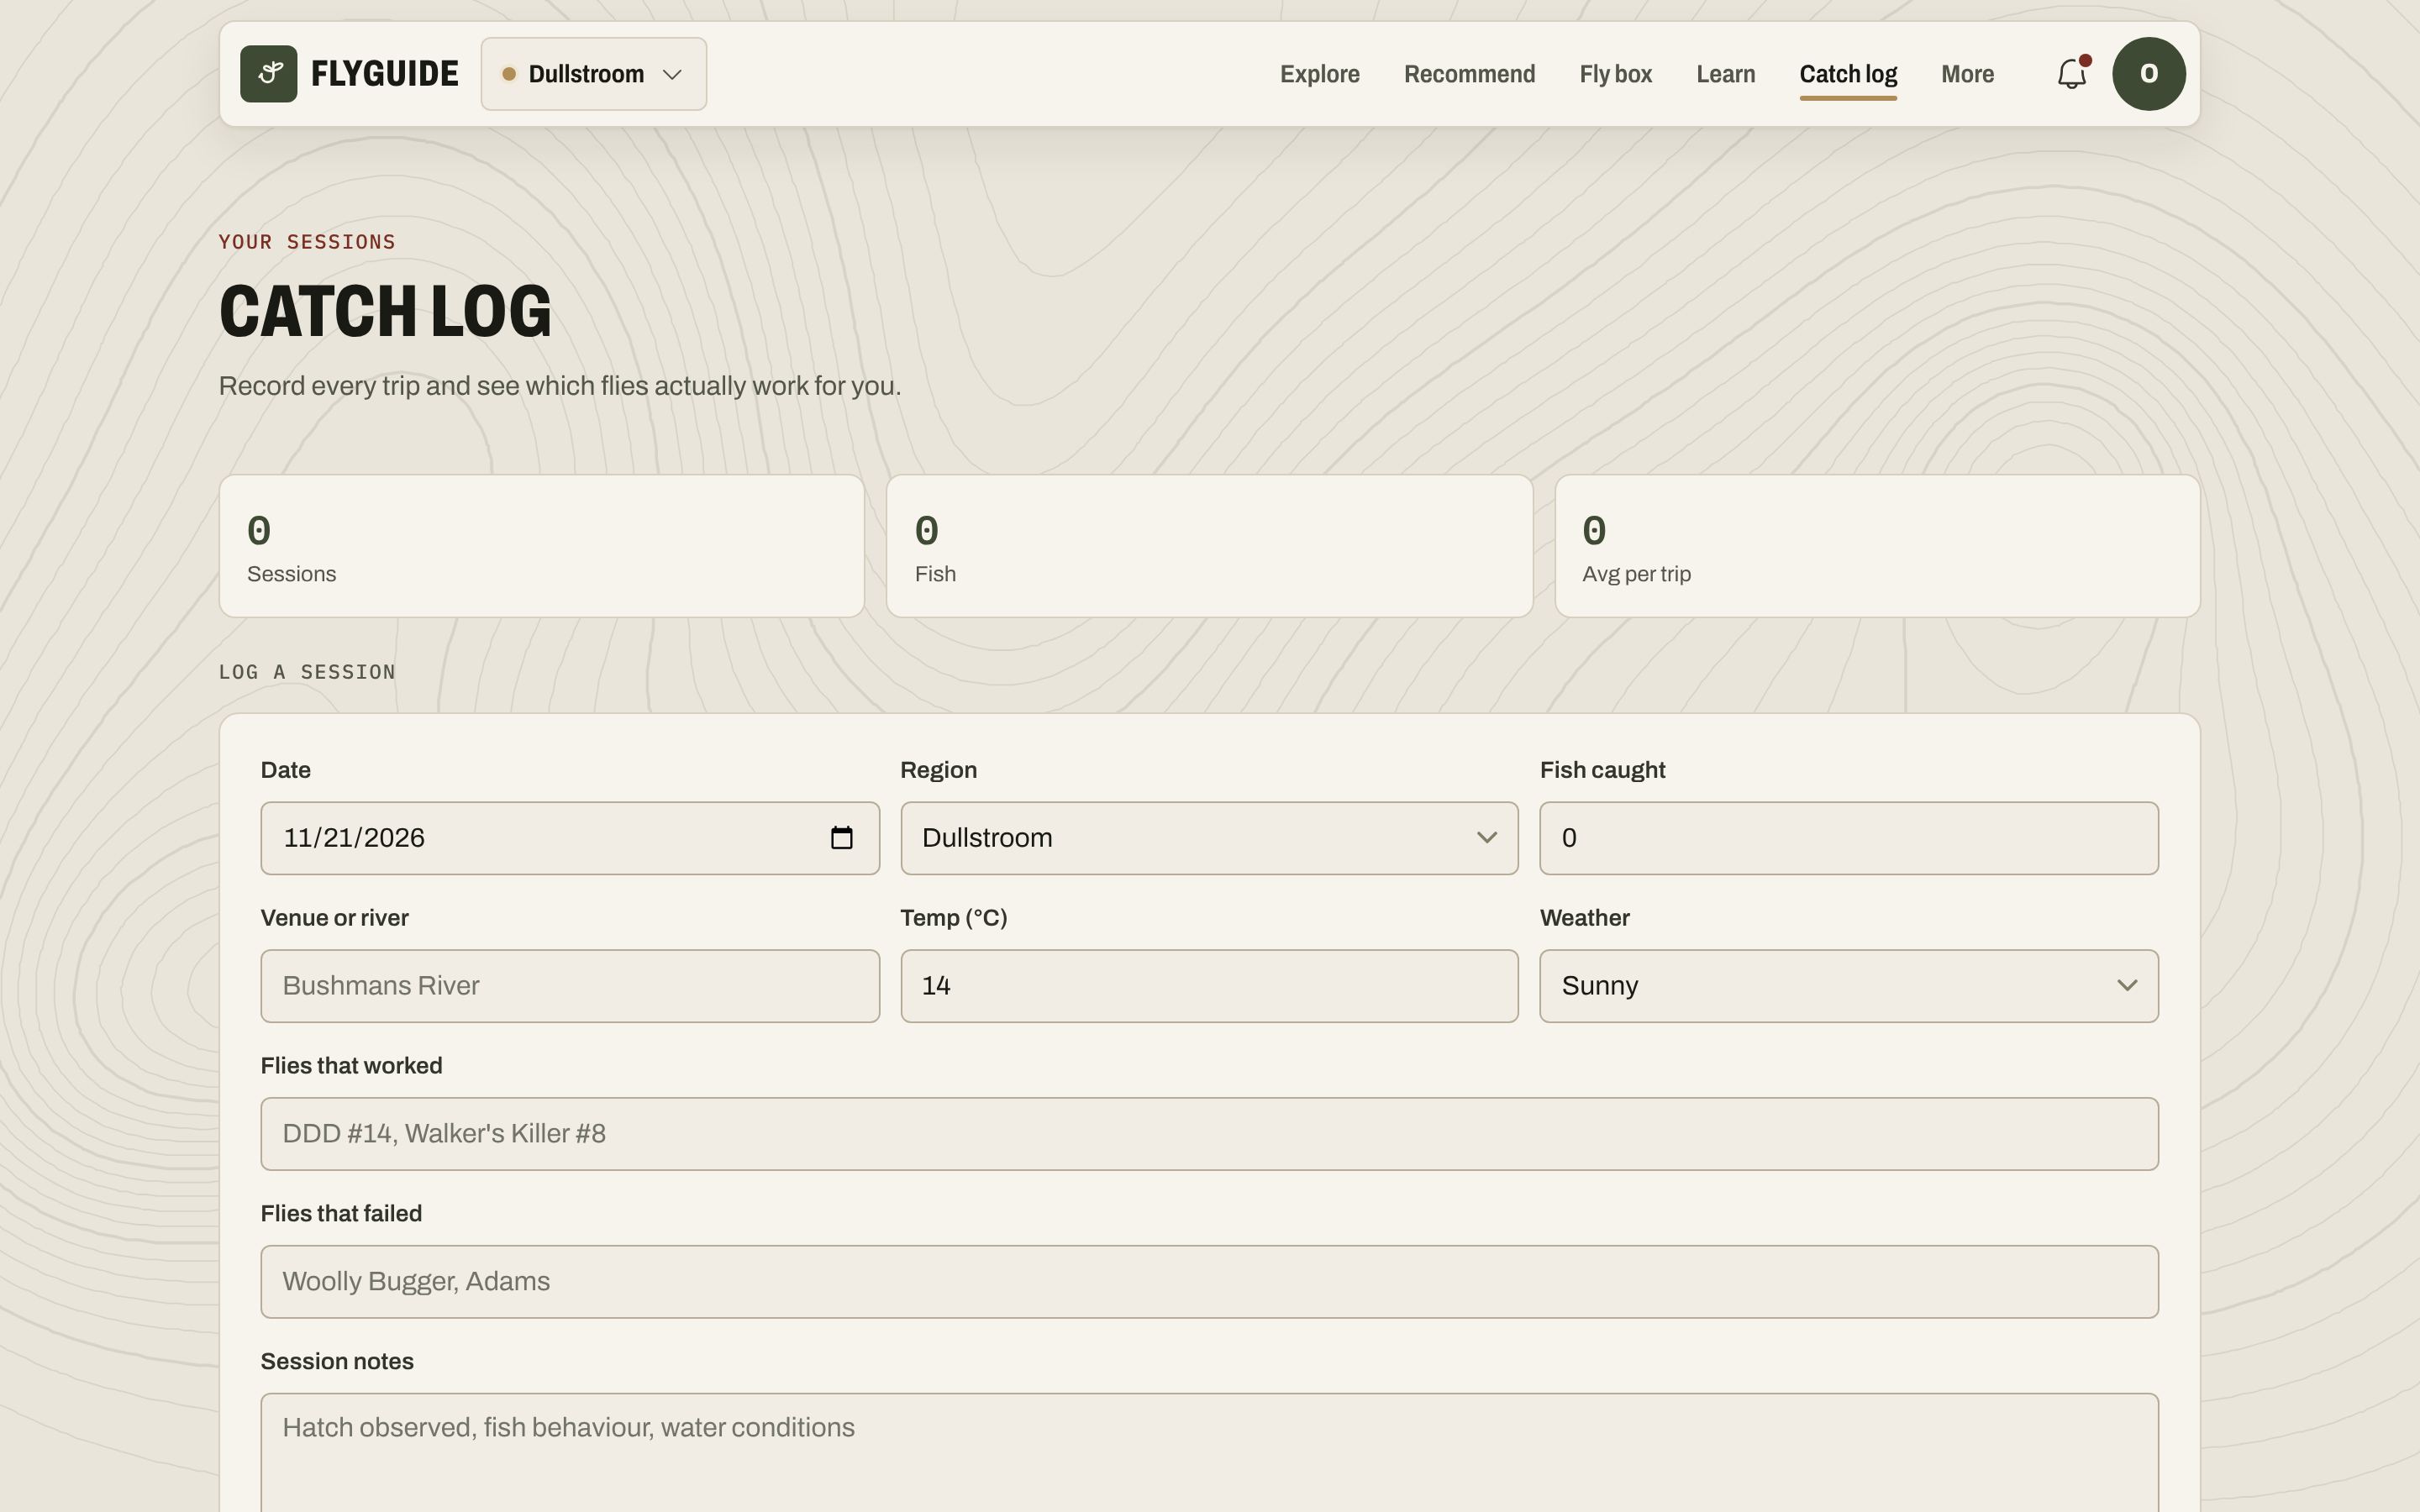 FLYGUIDE
Dullstroom
Explore Recommend Fly box Learn Catch log More
O
YOUR SESSIONS
CATCH LOG
Record every trip and see which flies actually work for you.
0 0 0
Sessions Fish Avg per trip
LOG A SESSION
Date Region Fish caught
11/21/2026 Dullstroom 0
Venue or river Temp (°C) Weather
Bushmans River 14 Sunny
Flies that worked
DDD #14, Walker's Killer #8
Flies that failed
Woolly Bugger, Adams
Session notes
Hatch observed, fish behaviour, water conditions